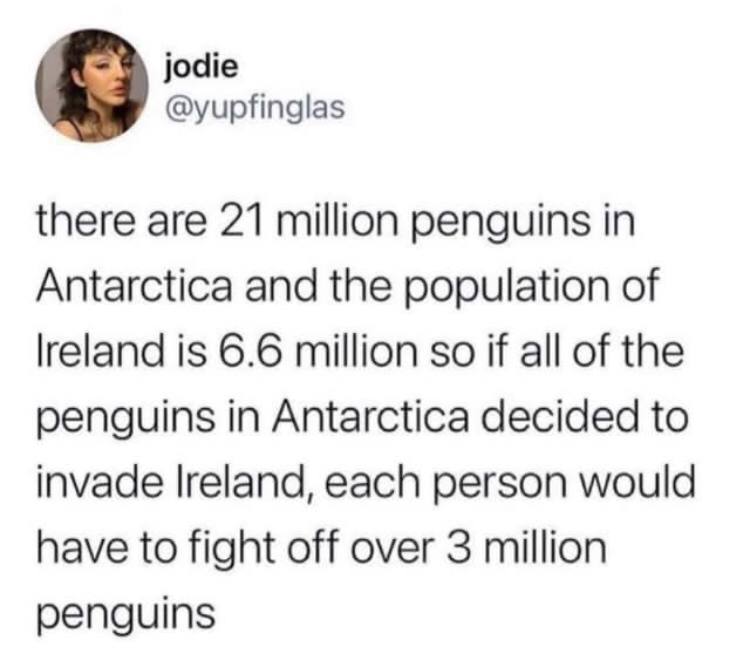 jodie
@yupfinglas
there are 21 million penguins in
Antarctica and the population of
Ireland is 6.6 million so if all of the
penguins in Antarctica decided to
invade Ireland, each person would
have to fight off over 3 million
penguins